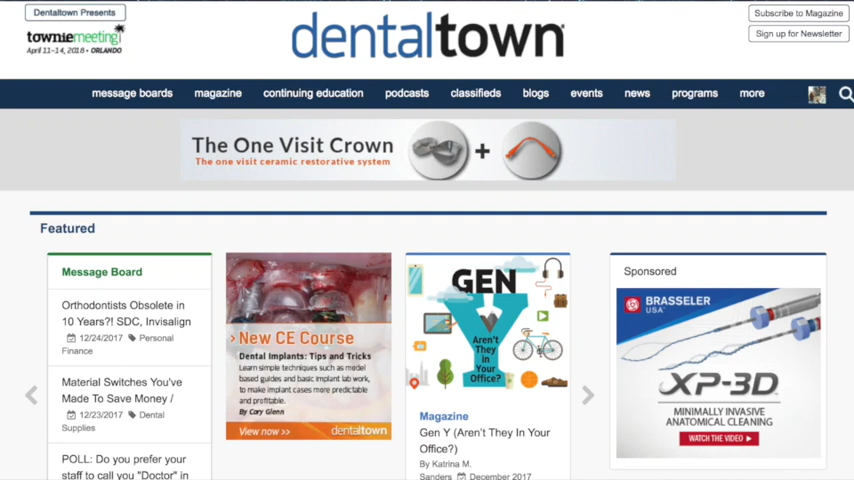 Dentaltown Presents
towniemeeting
April 11-14, 2018 • ORLANDO
dentaltown
Subscribe to Magazine
Sign up for Newsletter
message boards
magazine
continuing education
podcasts
classifieds
blogs
events
news
programs
more
The One Visit Crown
The one visit ceramic restorative system
+
Featured
Message Board
Orthodontists Obsolete in
10 Years?! SDC, Invisalign
12/24/2017 Personal
Finance
Material Switches You've
Made To Save Money /
12/23/2017 Dental
Supplies
POLL: Do you prefer your
staff to call you "Doctor" in
> New CE Course
Dental Implants: Tips and Tricks
Learn simple techniques such as model
based guides and basic implant lab work,
to make implant cases more predictable
and profitable.
By Cory Glenn
View now >>
dentaltown
GEN
Y
Aren't
They in
Your
Office?
Magazine
Gen Y (Aren't They In Your
Office?)
By Katrina M.
Sanders December 2017
Sponsored
BRASSELER
USA
XP-3D
MINIMALLY INVASIVE
ANATOMICAL CLEANING
WATCH THE VIDEO